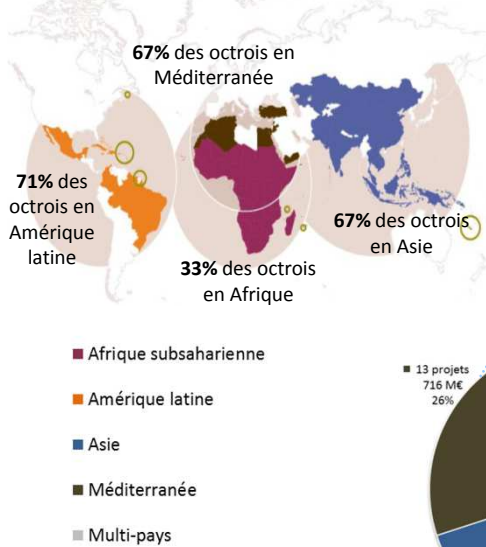 67% des octrois en
Méditerranée
71% des
octrois en
Amérique
latine
67% des octrois
en Asie
33% des octrois
en Afrique
Afrique subsaharienne
Amérique latine
Asie
Méditerranée
Multi-pays
13 projets
716 M€
26%